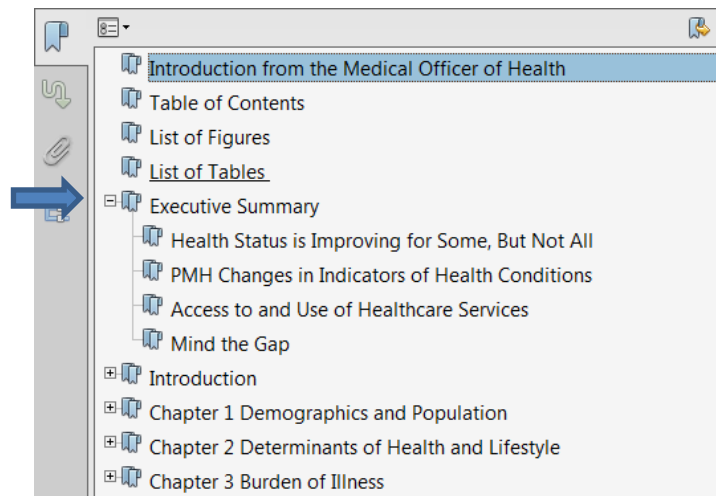 Introduction from the Medical Officer of Health
Table of Contents
List of Figures
List of Tables
Executive Summary
Health Status is Improving for Some, But Not All
PMH Changes in Indicators of Health Conditions
Access to and Use of Healthcare Services
Mind the Gap
Introduction
Chapter 1 Demographics and Population
Chapter 2 Determinants of Health and Lifestyle
Chapter 3 Burden of Illness